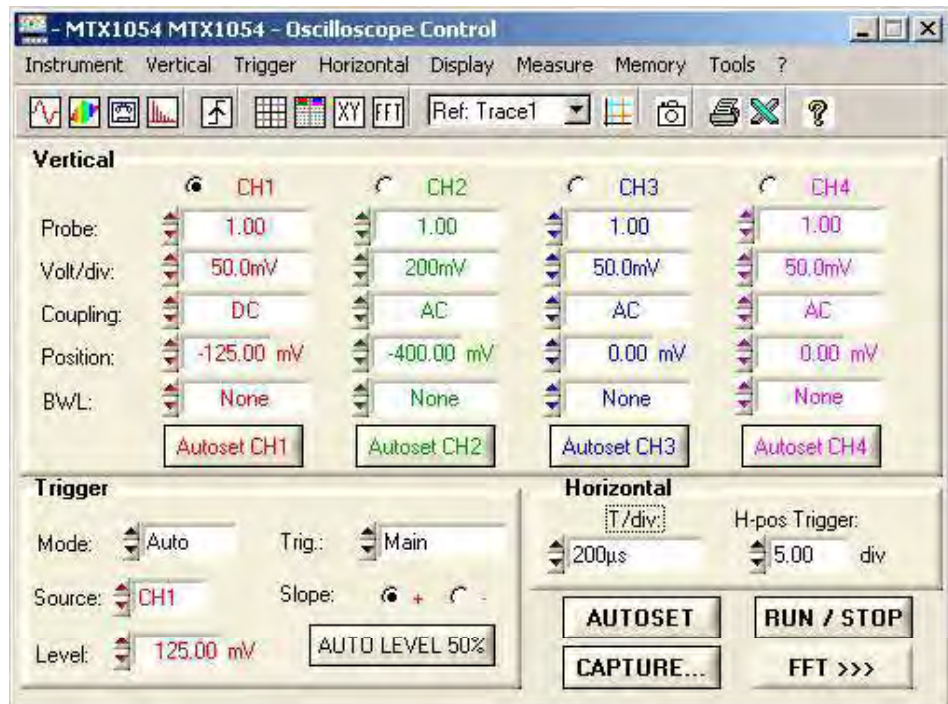 - MTX1054 MTX1054 - Oscilloscope Control
Instrument Vertical Trigger Horizontal Display Measure Memory Tools ?
XY FFT Ref: Trace1
Vertical
CH1 CH2 CH3 CH4
Probe: 1.00 1.00 1.00 1.00
Volt/div: 50.0mV 200mV 50.0mV 50.0mV
Coupling: DC AC AC AC
Position: -125.00 mV -400.00 mV 0.00 mV 0.00 mV
BWL: None None None None
Autoset CH1 Autoset CH2 Autoset CH3 Autoset CH4
Trigger
Mode: Auto Trig.: Main
Source: CH1 Slope: + -
Level: 125.00 mV AUTO LEVEL 50%
Horizontal
T/div: H-pos Trigger:
200µs 5.00 div
AUTOSET RUN / STOP
CAPTURE... FFT >>>